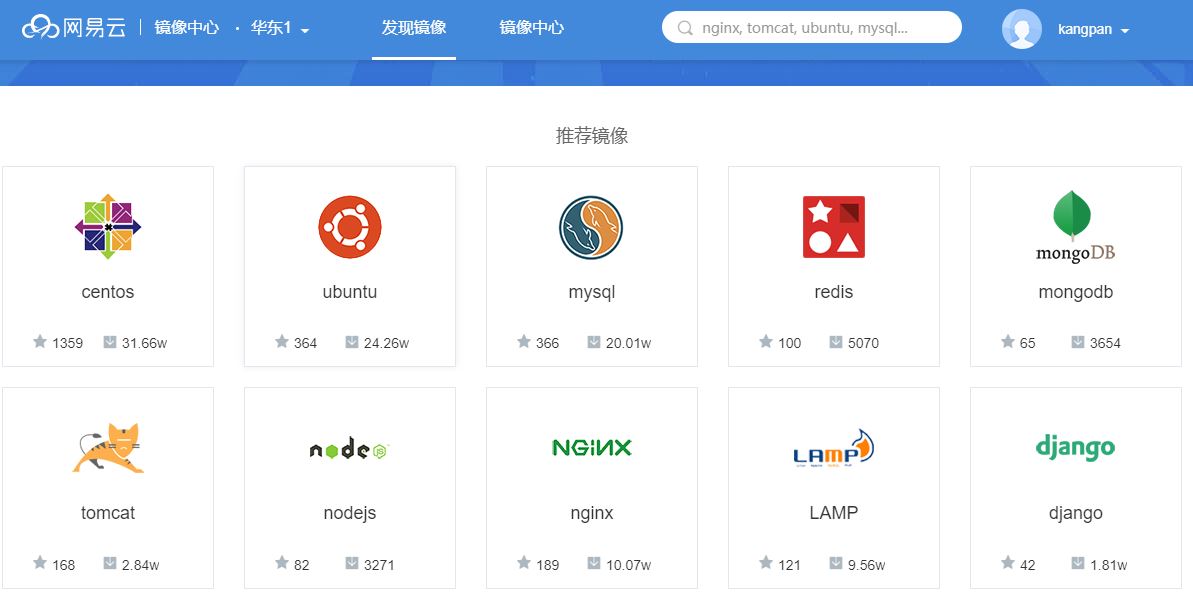 网易云 镜像中心 · 华东1 发现镜像 镜像中心 nginx, tomcat, ubuntu, mysql... kangpan
推荐镜像
mongoDB
centos ubuntu mysql redis mongodb
1359 31.66w 364 24.26w 366 20.01w 100 5070 65 3654
node js NGINX LAMP django
tomcat nodejs nginx LAMP django
168 2.84w 82 3271 189 10.07w 121 9.56w 42 1.81w